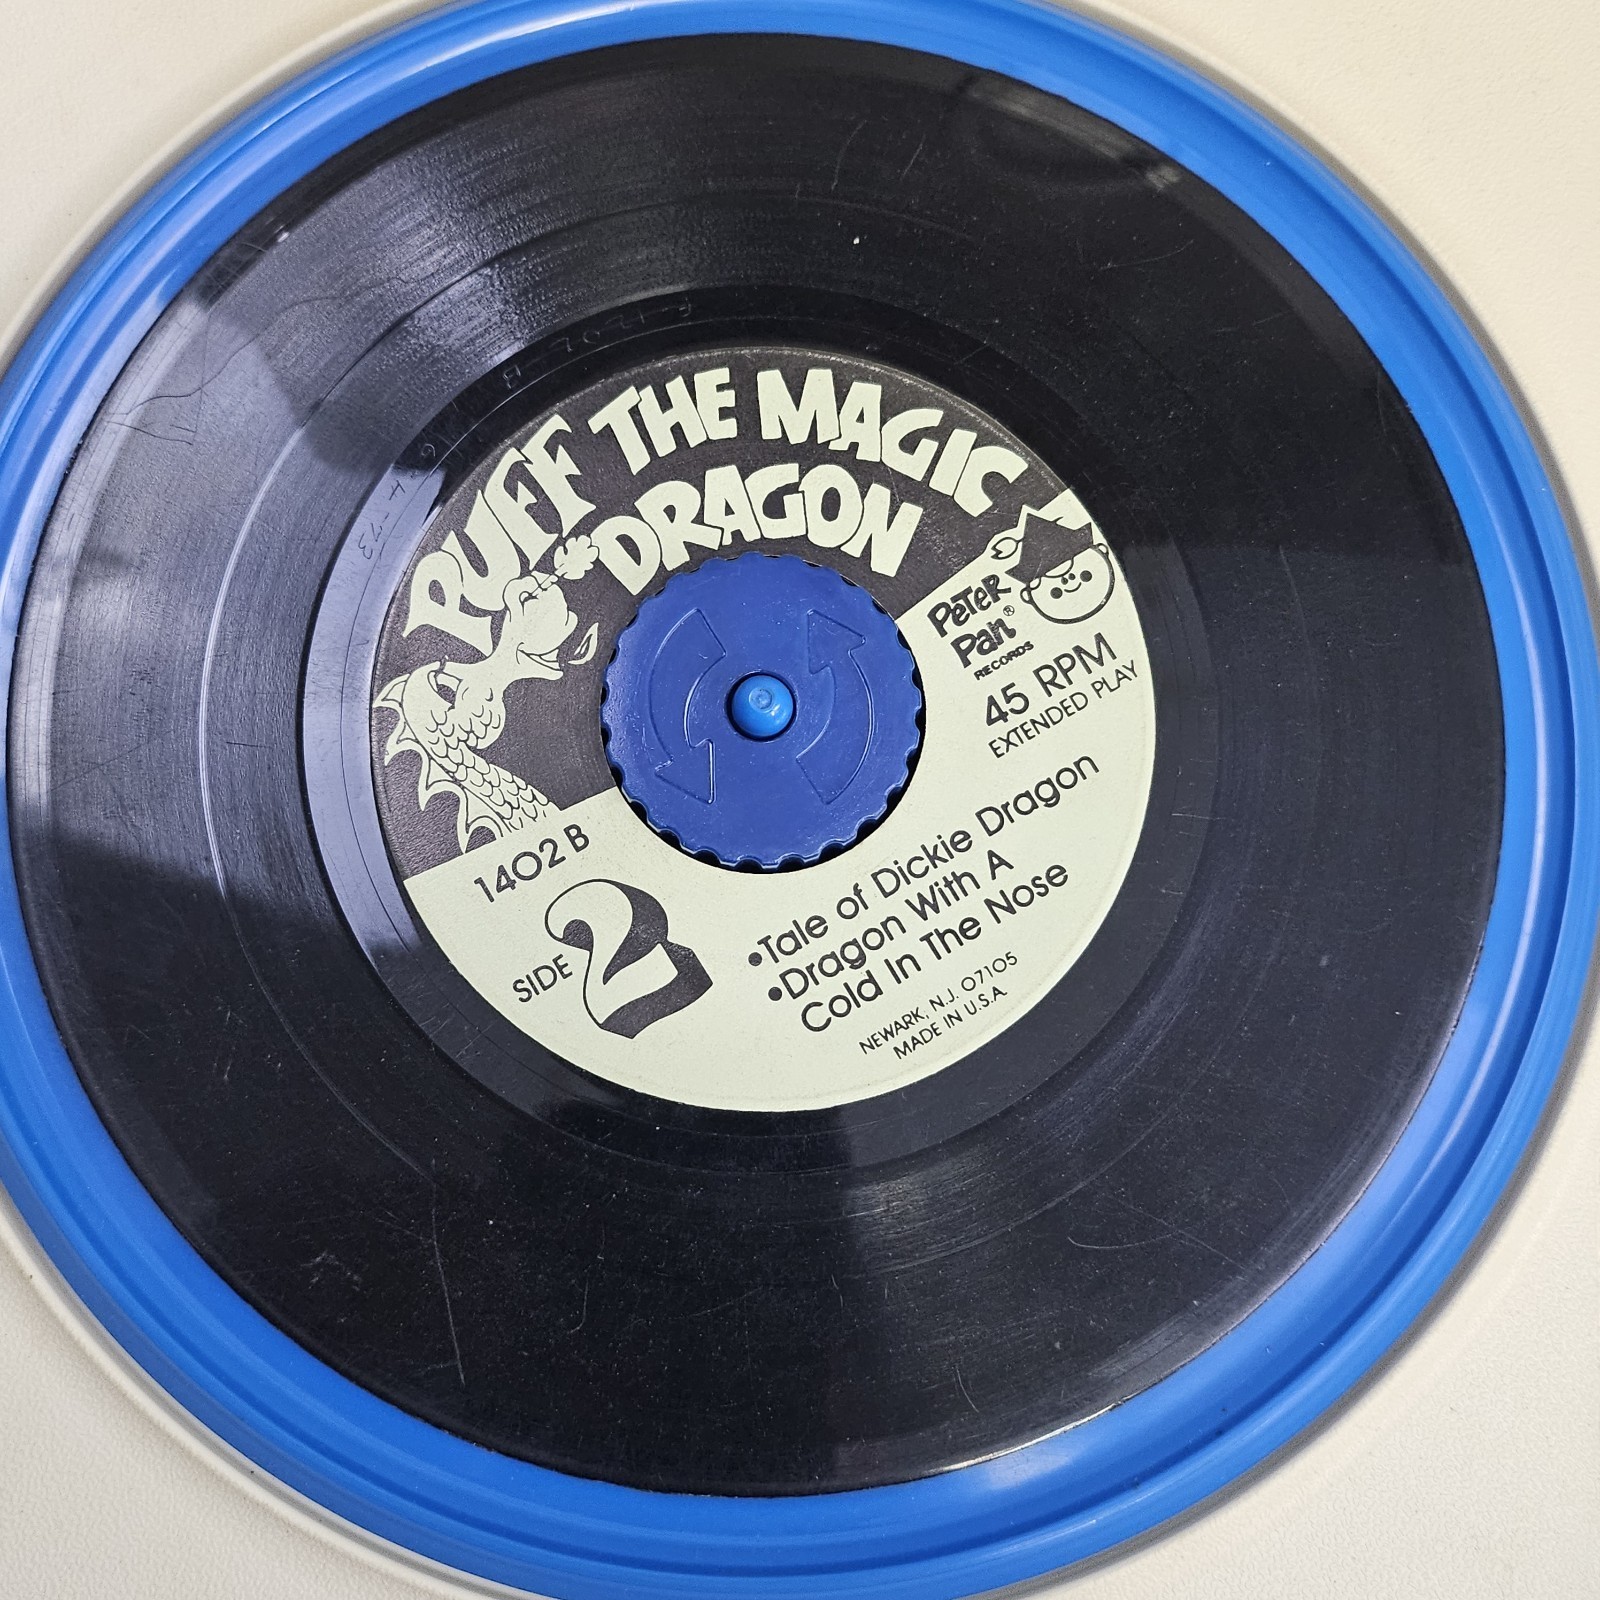 PUFF THE MAGIC
DRAGON
PETER
PAN®
RECORDS
45 RPM
EXTENDED PLAY
1402 B
SIDE 2
•Tale of Dickie Dragon
•Dragon With A
Cold In The Nose
NEWARK, N.J. 07105
MADE IN U.S.A.